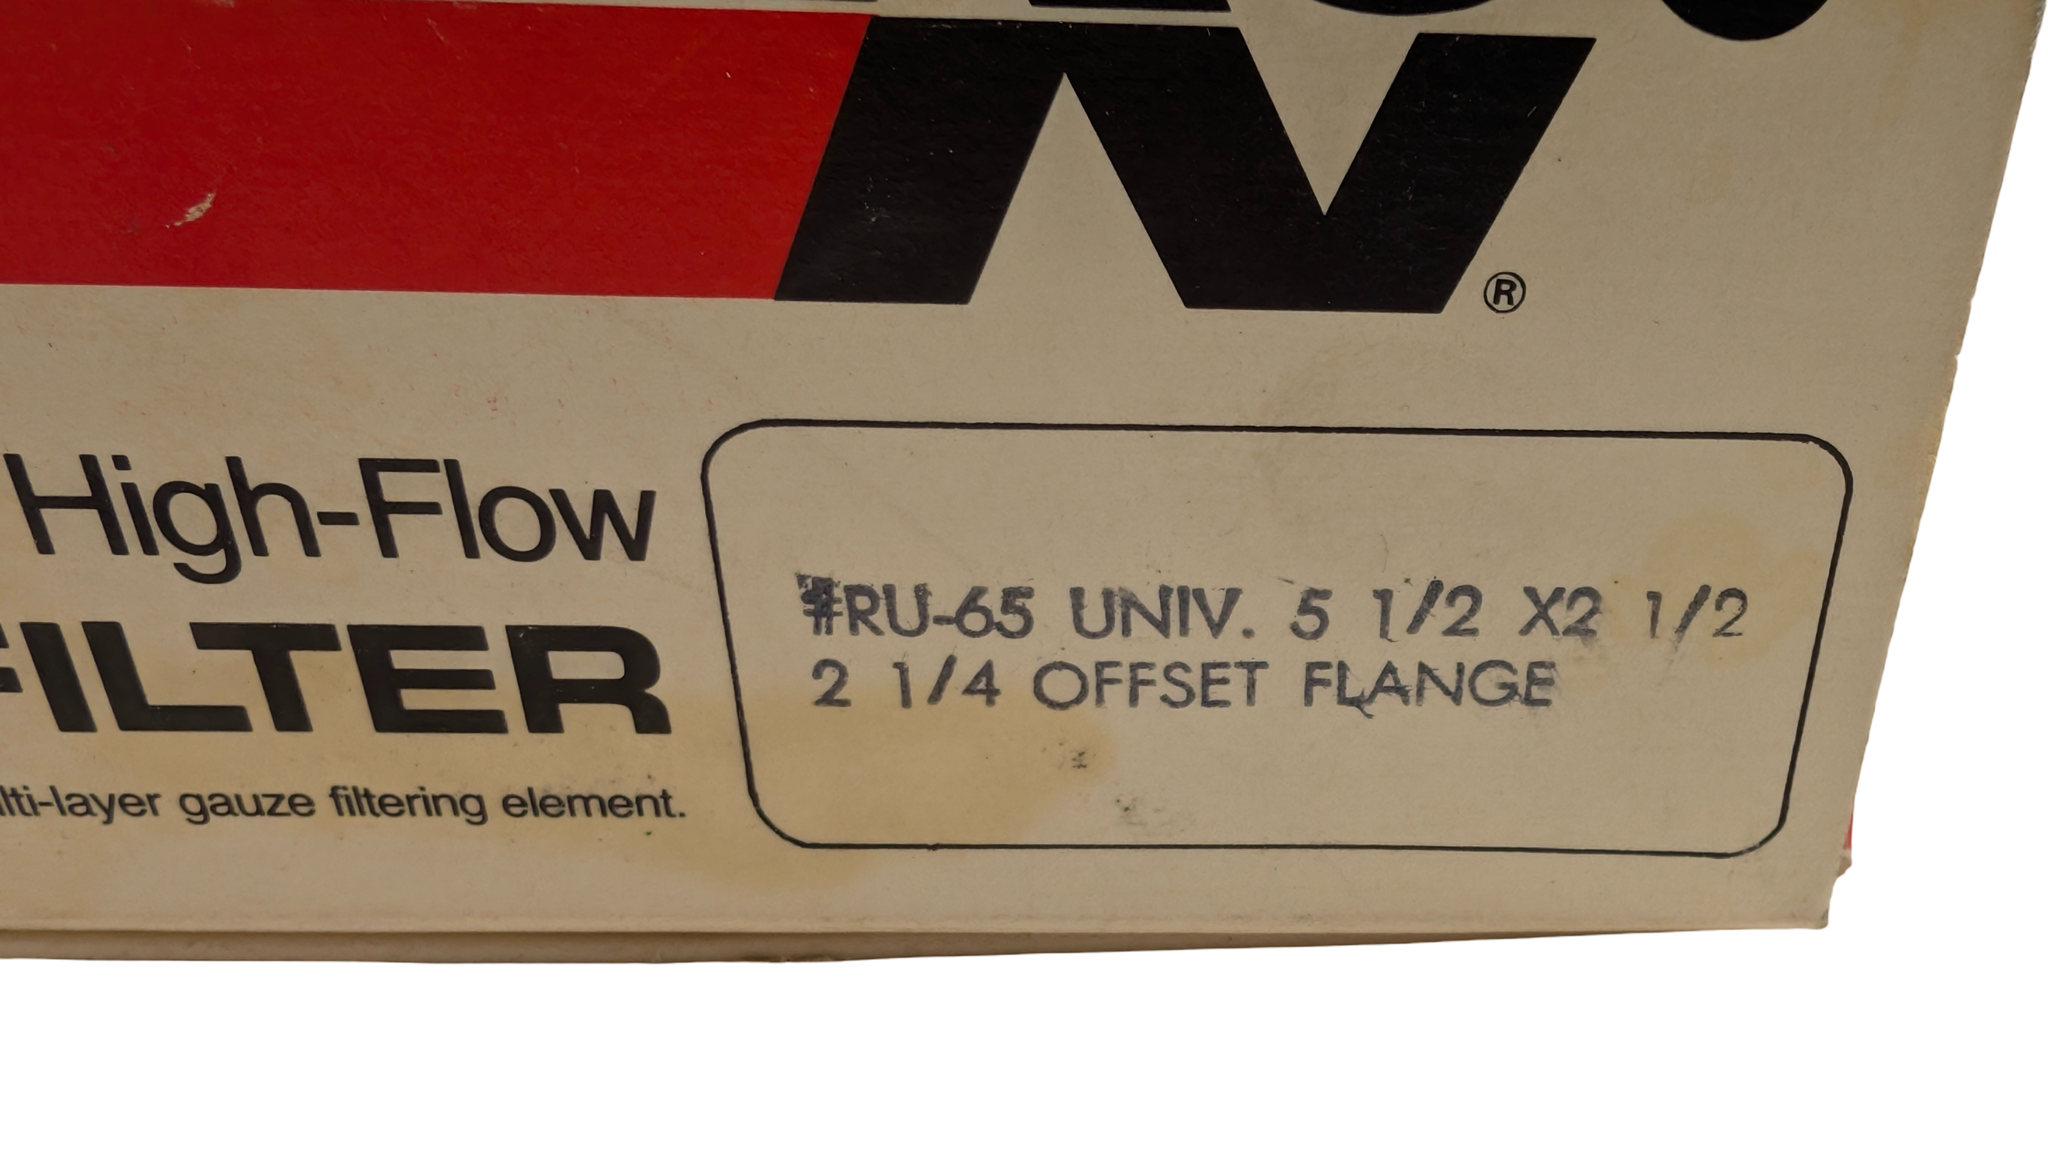 N®
High-Flow
FILTER
lti-layer gauze filtering element.
#RU-65 UNIV. 5 1/2 X2 1/2
2 1/4 OFFSET FLANGE